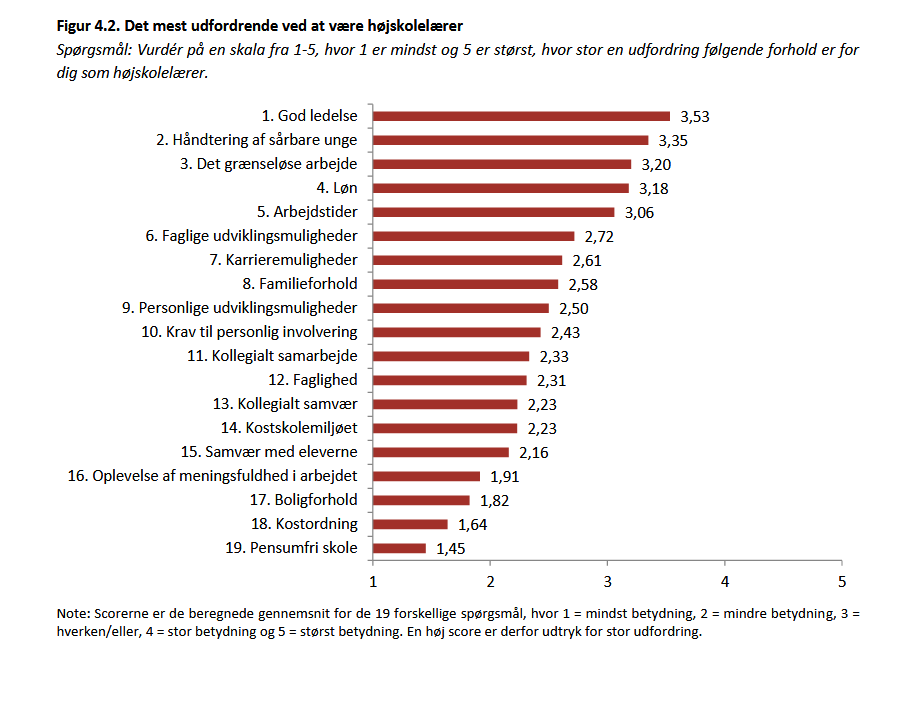 Figur 4.2. Det mest udfordrende ved at være højskolelærer
Spørgsmål: Vurdér på en skala fra 1-5, hvor 1 er mindst og 5 er størst, hvor stor en udfordring følgende forhold er for
dig som højskolelærer.
1. God ledelse 3,53
2. Håndtering af sårbare unge 3,35
3. Det grænseløse arbejde 3,20
4. Løn 3,18
5. Arbejdstider 3,06
6. Faglige udviklingsmuligheder 2,72
7. Karrieremuligheder 2,61
8. Familieforhold 2,58
9. Personlige udviklingsmuligheder 2,50
10. Krav til personlig involvering 2,43
11. Kollegialt samarbejde 2,33
12. Faglighed 2,31
13. Kollegialt samvær 2,23
14. Kostskolemiljøet 2,23
15. Samvær med eleverne 2,16
16. Oplevelse af meningsfuldhed i arbejdet 1,91
17. Boligforhold 1,82
18. Kostordning 1,64
19. Pensumfri skole 1,45
1 2 3 4 5
Note: Scorerne er de beregnede gennemsnit for de 19 forskellige spørgsmål, hvor 1 = mindst betydning, 2 = mindre betydning, 3 =
hverken/eller, 4 = stor betydning og 5 = størst betydning. En høj score er derfor udtryk for stor udfordring.